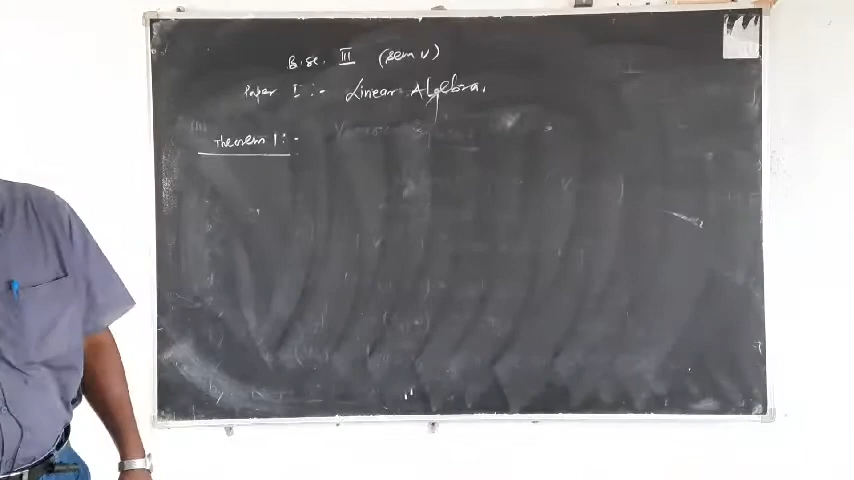 B.sc. III (sem V)
Paper I :- Linear Algebra.
Theorem 1 :-